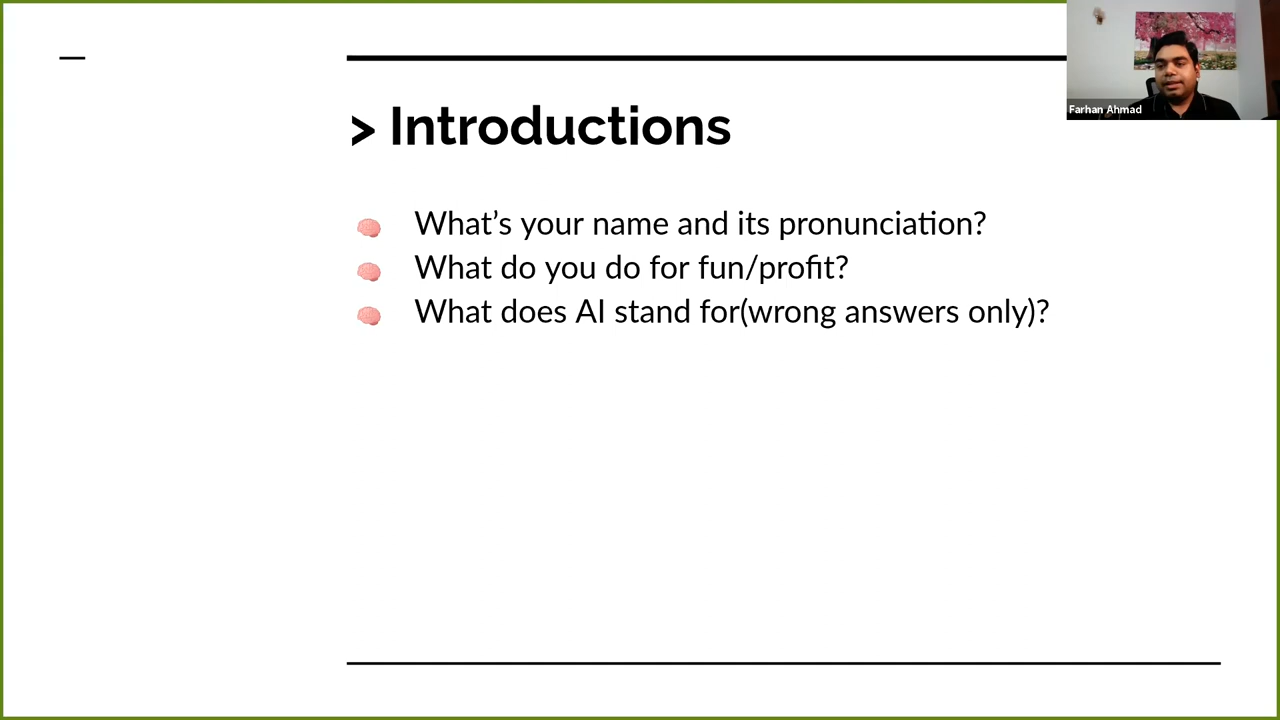 Farhan Ahmad
> Introductions
What’s your name and its pronunciation?
What do you do for fun/profit?
What does AI stand for(wrong answers only)?